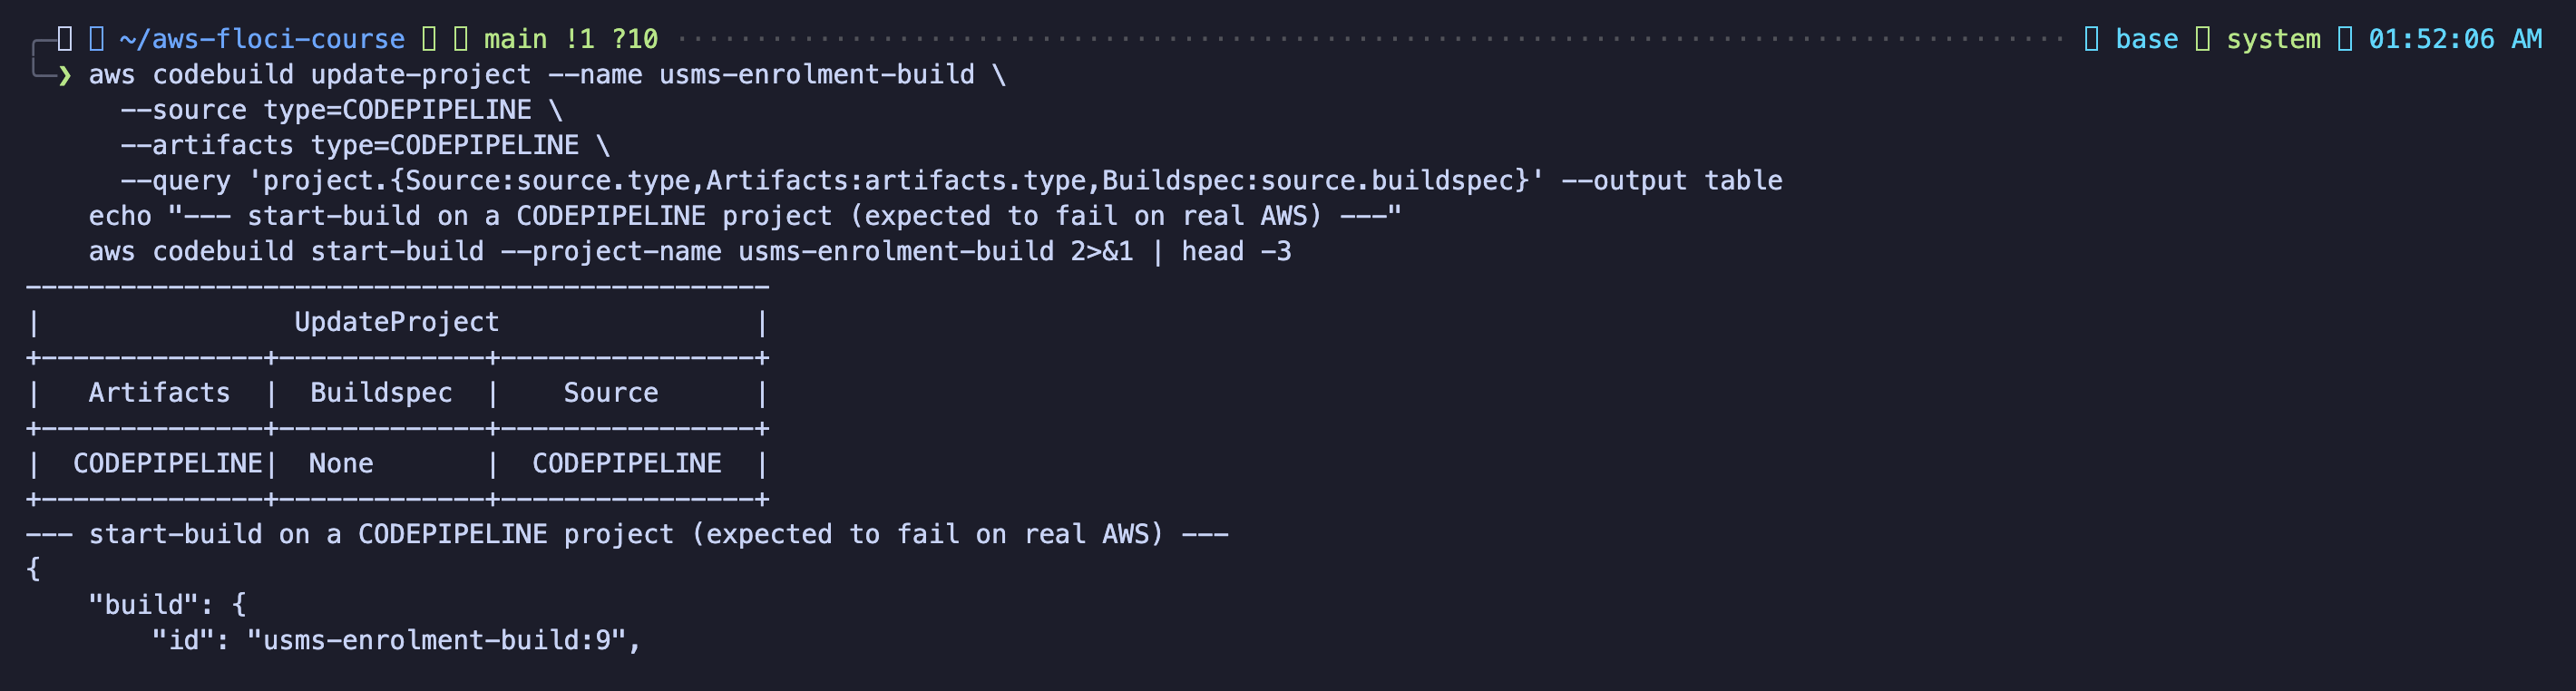 ~/aws-floci-course main !1 ?10 base system 01:52:06 AM
❯ aws codebuild update-project --name usms-enrolment-build \
--source type=CODEPIPELINE \
--artifacts type=CODEPIPELINE \
--query 'project.{Source:source.type,Artifacts:artifacts.type,Buildspec:source.buildspec}' --output table
echo "--- start-build on a CODEPIPELINE project (expected to fail on real AWS) ---"
aws codebuild start-build --project-name usms-enrolment-build 2>&1 | head -3
-----------------------------------------------
|                UpdateProject                |
+--------------+-------------+----------------+
|   Artifacts  |  Buildspec  |    Source      |
+--------------+-------------+----------------+
|  CODEPIPELINE|  None       |  CODEPIPELINE  |
+--------------+-------------+----------------+
--- start-build on a CODEPIPELINE project (expected to fail on real AWS) ---
{
    "build": {
        "id": "usms-enrolment-build:9",